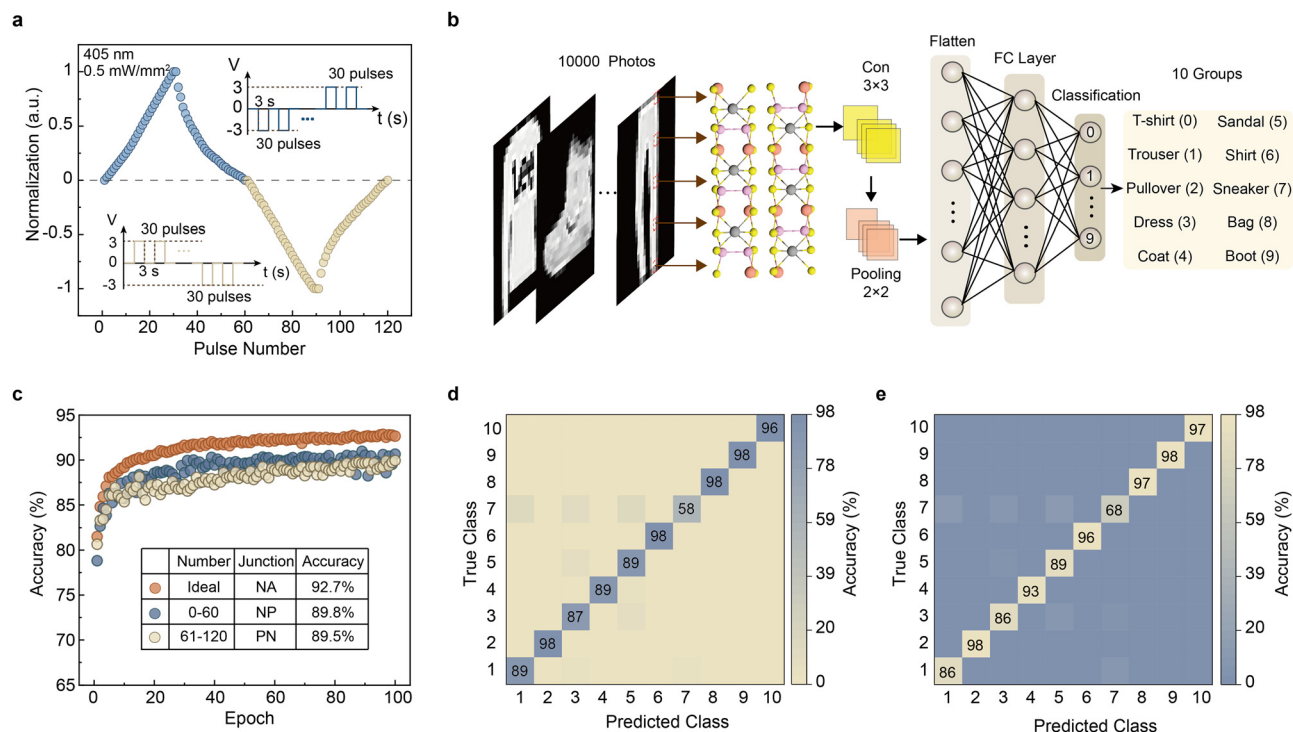 a
405 nm
0.5 mW/mm²
Normalization (a.u.)
1
0.5
0
-0.5
-1
0
20
40
60
80
100
120
Pulse Number
V
3
0
-3
3 s
30 pulses
30 pulses
t (s)
V
3
0
-3
30 pulses
3 s
30 pulses
t (s)
b
10000 Photos
Con
3×3
Pooling
2×2
Flatten
FC Layer
Classification
0
1
9
10 Groups
T-shirt (0) Sandal (5)
Trouser (1) Shirt (6)
Pullover (2) Sneaker (7)
Dress (3) Bag (8)
Coat (4) Boot (9)
c
Accuracy (%)
95
90
85
80
75
70
65
Number Junction Accuracy
Ideal NA 92.7%
0-60 NP 89.8%
61-120 PN 89.5%
0 20 40 60 80 100
Epoch
d
True Class
10
9
8
7
6
5
4
3
2
1
96
98
98
58
98
89
89
87
98
89
1 2 3 4 5 6 7 8 9 10
Predicted Class
98
78
59
39
20
0
Accuracy (%)
e
True Class
10
9
8
7
6
5
4
3
2
1
97
98
97
68
96
89
93
86
98
86
1 2 3 4 5 6 7 8 9 10
Predicted Class
98
78
59
39
20
0
Accuracy (%)